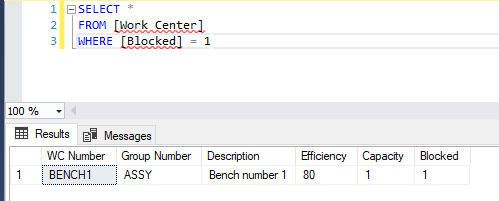 1 SELECT *
2 FROM [Work Center]
3 WHERE [Blocked] = 1
100 %
Results Messages
WC Number Group Number Description Efficiency Capacity Blocked
1 BENCH1 ASSY Bench number 1 80 1 1